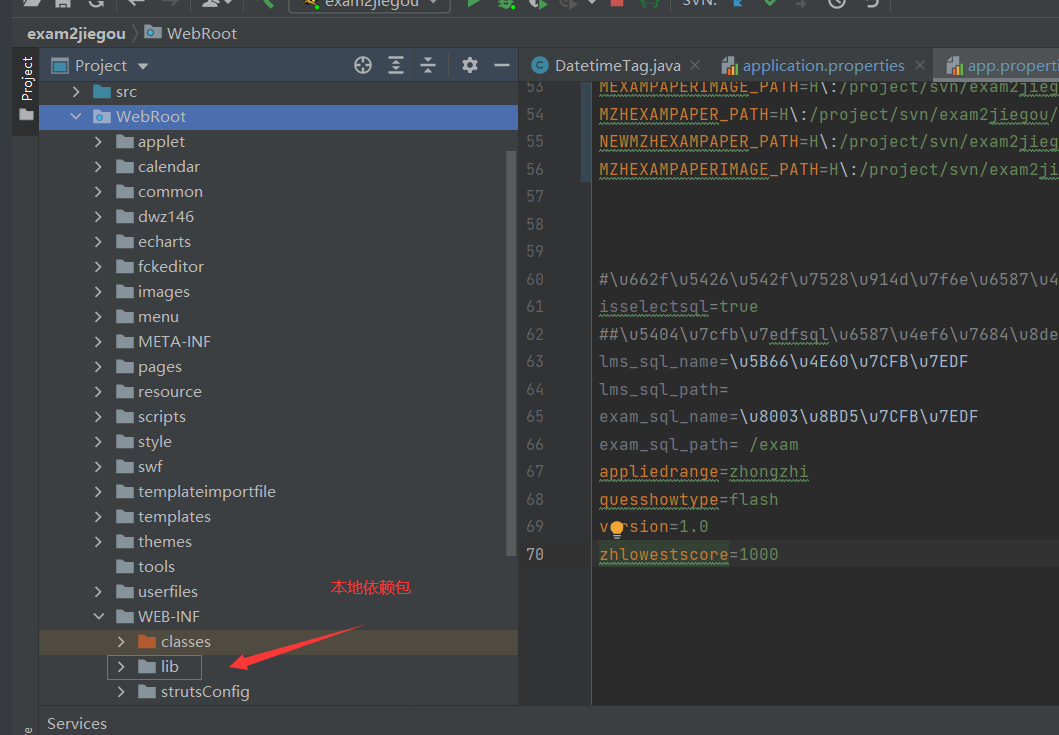 exam2jiegou
SVN:
exam2jiegou
WebRoot
Project
Project
DatetimeTag.java
application.properties
app.properti
src
WebRoot
applet
calendar
common
dwz146
echarts
fckeditor
images
menu
META-INF
pages
resource
scripts
style
swf
templateimportfile
templates
themes
tools
userfiles
WEB-INF
classes
lib
strutsConfig
本地依赖包
53 MEXAMPAPERIMAGE_PATH=H\:/project/svn/exam2jieg
54 MZHEXAMPAPER_PATH=H\:/project/svn/exam2jiegou/
55 NEWMZHEXAMPAPER_PATH=H\:/project/svn/exam2jieg
56 MZHEXAMPAPERIMAGE_PATH=H\:/project/svn/exam2ji
57
58
59
60 #\u662f\u5426\u542f\u7528\u914d\u7f6e\u6587\u4
61 isselectsql=true
62 ##\u5404\u7cfb\u7edfsql\u6587\u4ef6\u7684\u8de
63 lms_sql_name=\u5B66\u4E60\u7CFB\u7EDF
64 lms_sql_path=
65 exam_sql_name=\u8003\u8BD5\u7CFB\u7EDF
66 exam_sql_path= /exam
67 appliedrange=zhongzhi
68 quesshowtype=flash
69 version=1.0
70 zhlowestscore=1000
Services